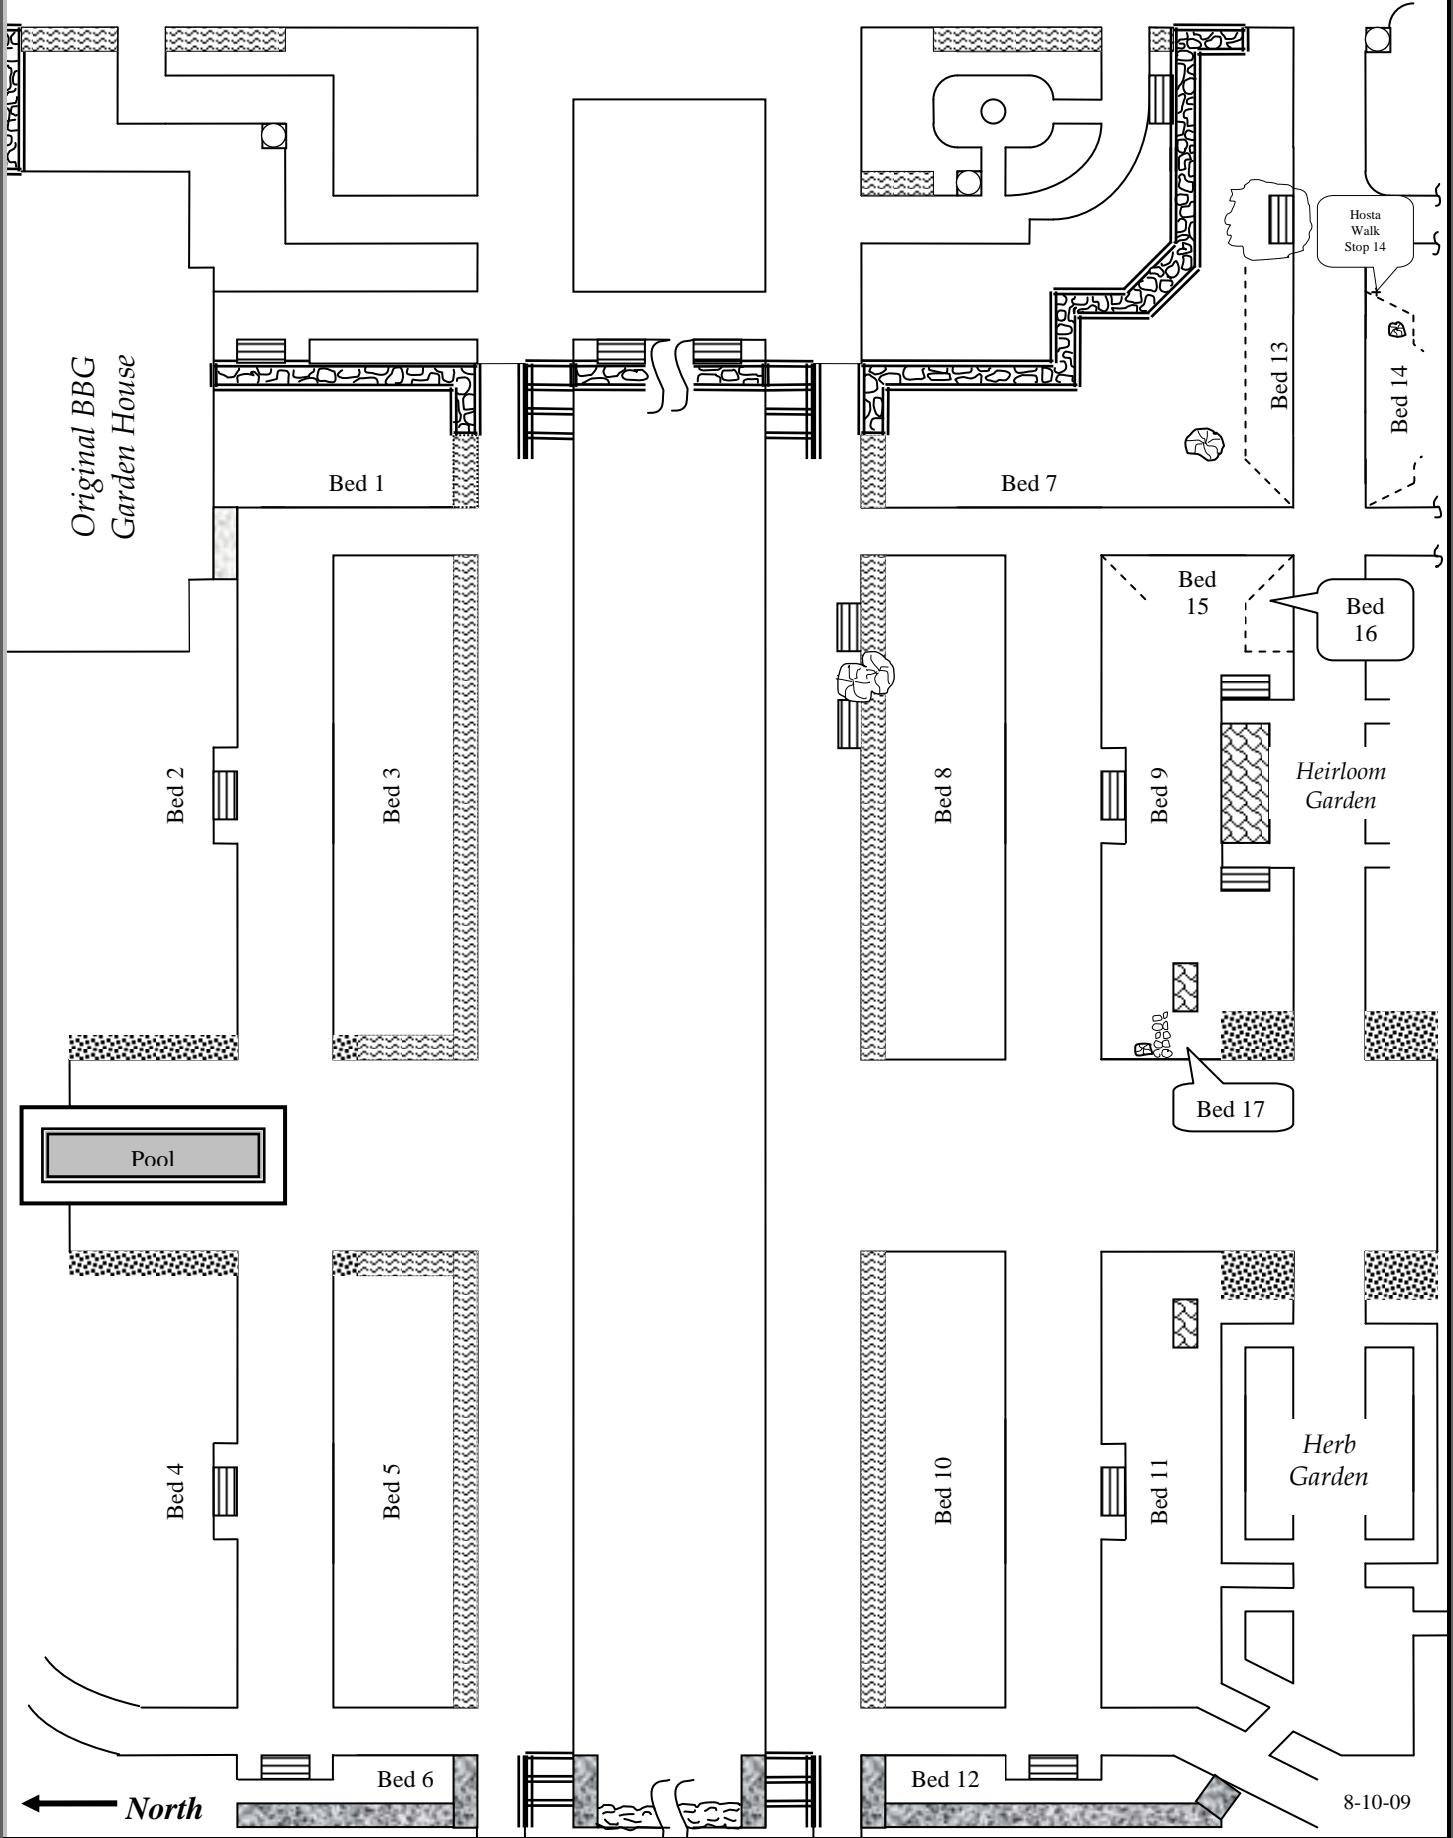 Hosta
Walk
Stop 14
Original BBG
Garden House
Bed 13
Bed 14
Bed 1
Bed 7
Bed
15
Bed
16
Bed 2
Bed 3
Bed 8
Bed 9
Heirloom
Garden
Bed 17
Pool
Bed 4
Bed 5
Bed 10
Bed 11
Herb
Garden
Bed 6
Bed 12
North
8-10-09